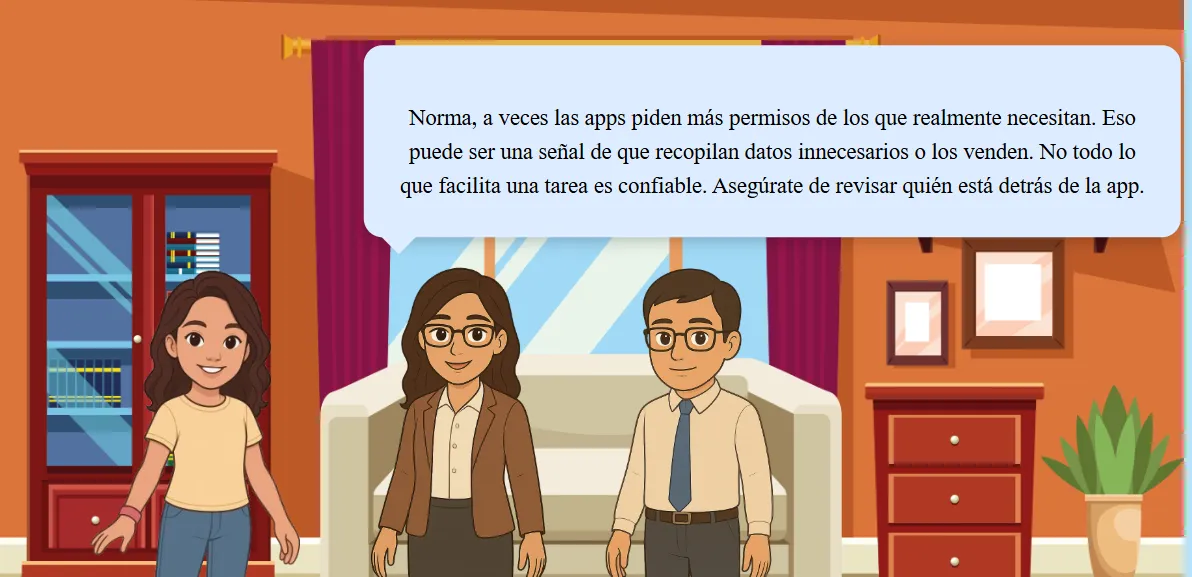 Norma, a veces las apps piden más permisos de los que realmente necesitan. Eso
puede ser una señal de que recopilan datos innecesarios o los venden. No todo lo
que facilita una tarea es confiable. Asegúrate de revisar quién está detrás de la app.